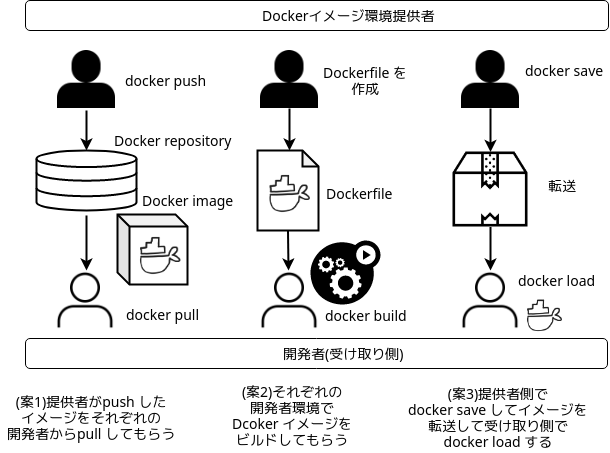 Dockerイメージ環境提供者
docker push
Dockerfile を
作成
docker save
Docker repository
Docker image
Dockerfile
転送
docker pull
docker build
docker load
開発者(受け取り側)
(案1)提供者がpush した
イメージをそれぞれの
開発者からpull してもらう
(案2)それぞれの
開発者環境で
Dcoker イメージを
ビルドしてもらう
(案3)提供者側で
docker save してイメージを
転送して受け取り側で
docker load する